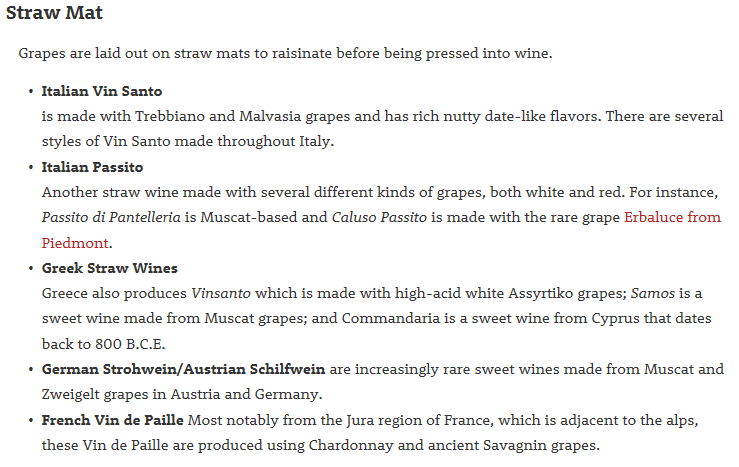 Straw Mat
Grapes are laid out on straw mats to raisinate before being pressed into wine.
• Italian Vin Santo
is made with Trebbiano and Malvasia grapes and has rich nutty date-like flavors. There are several
styles of Vin Santo made throughout Italy.
• Italian Passito
Another straw wine made with several different kinds of grapes, both white and red. For instance,
Passito di Pantelleria is Muscat-based and Caluso Passito is made with the rare grape Erbaluce from
Piedmont.
• Greek Straw Wines
Greece also produces Vinsanto which is made with high-acid white Assyrtiko grapes; Samos is a
sweet wine made from Muscat grapes; and Commandaria is a sweet wine from Cyprus that dates
back to 800 B.C.E.
• German Strohwein/Austrian Schilfwein are increasingly rare sweet wines made from Muscat and
Zweigelt grapes in Austria and Germany.
• French Vin de Paille Most notably from the Jura region of France, which is adjacent to the alps,
these Vin de Paille are produced using Chardonnay and ancient Savagnin grapes.